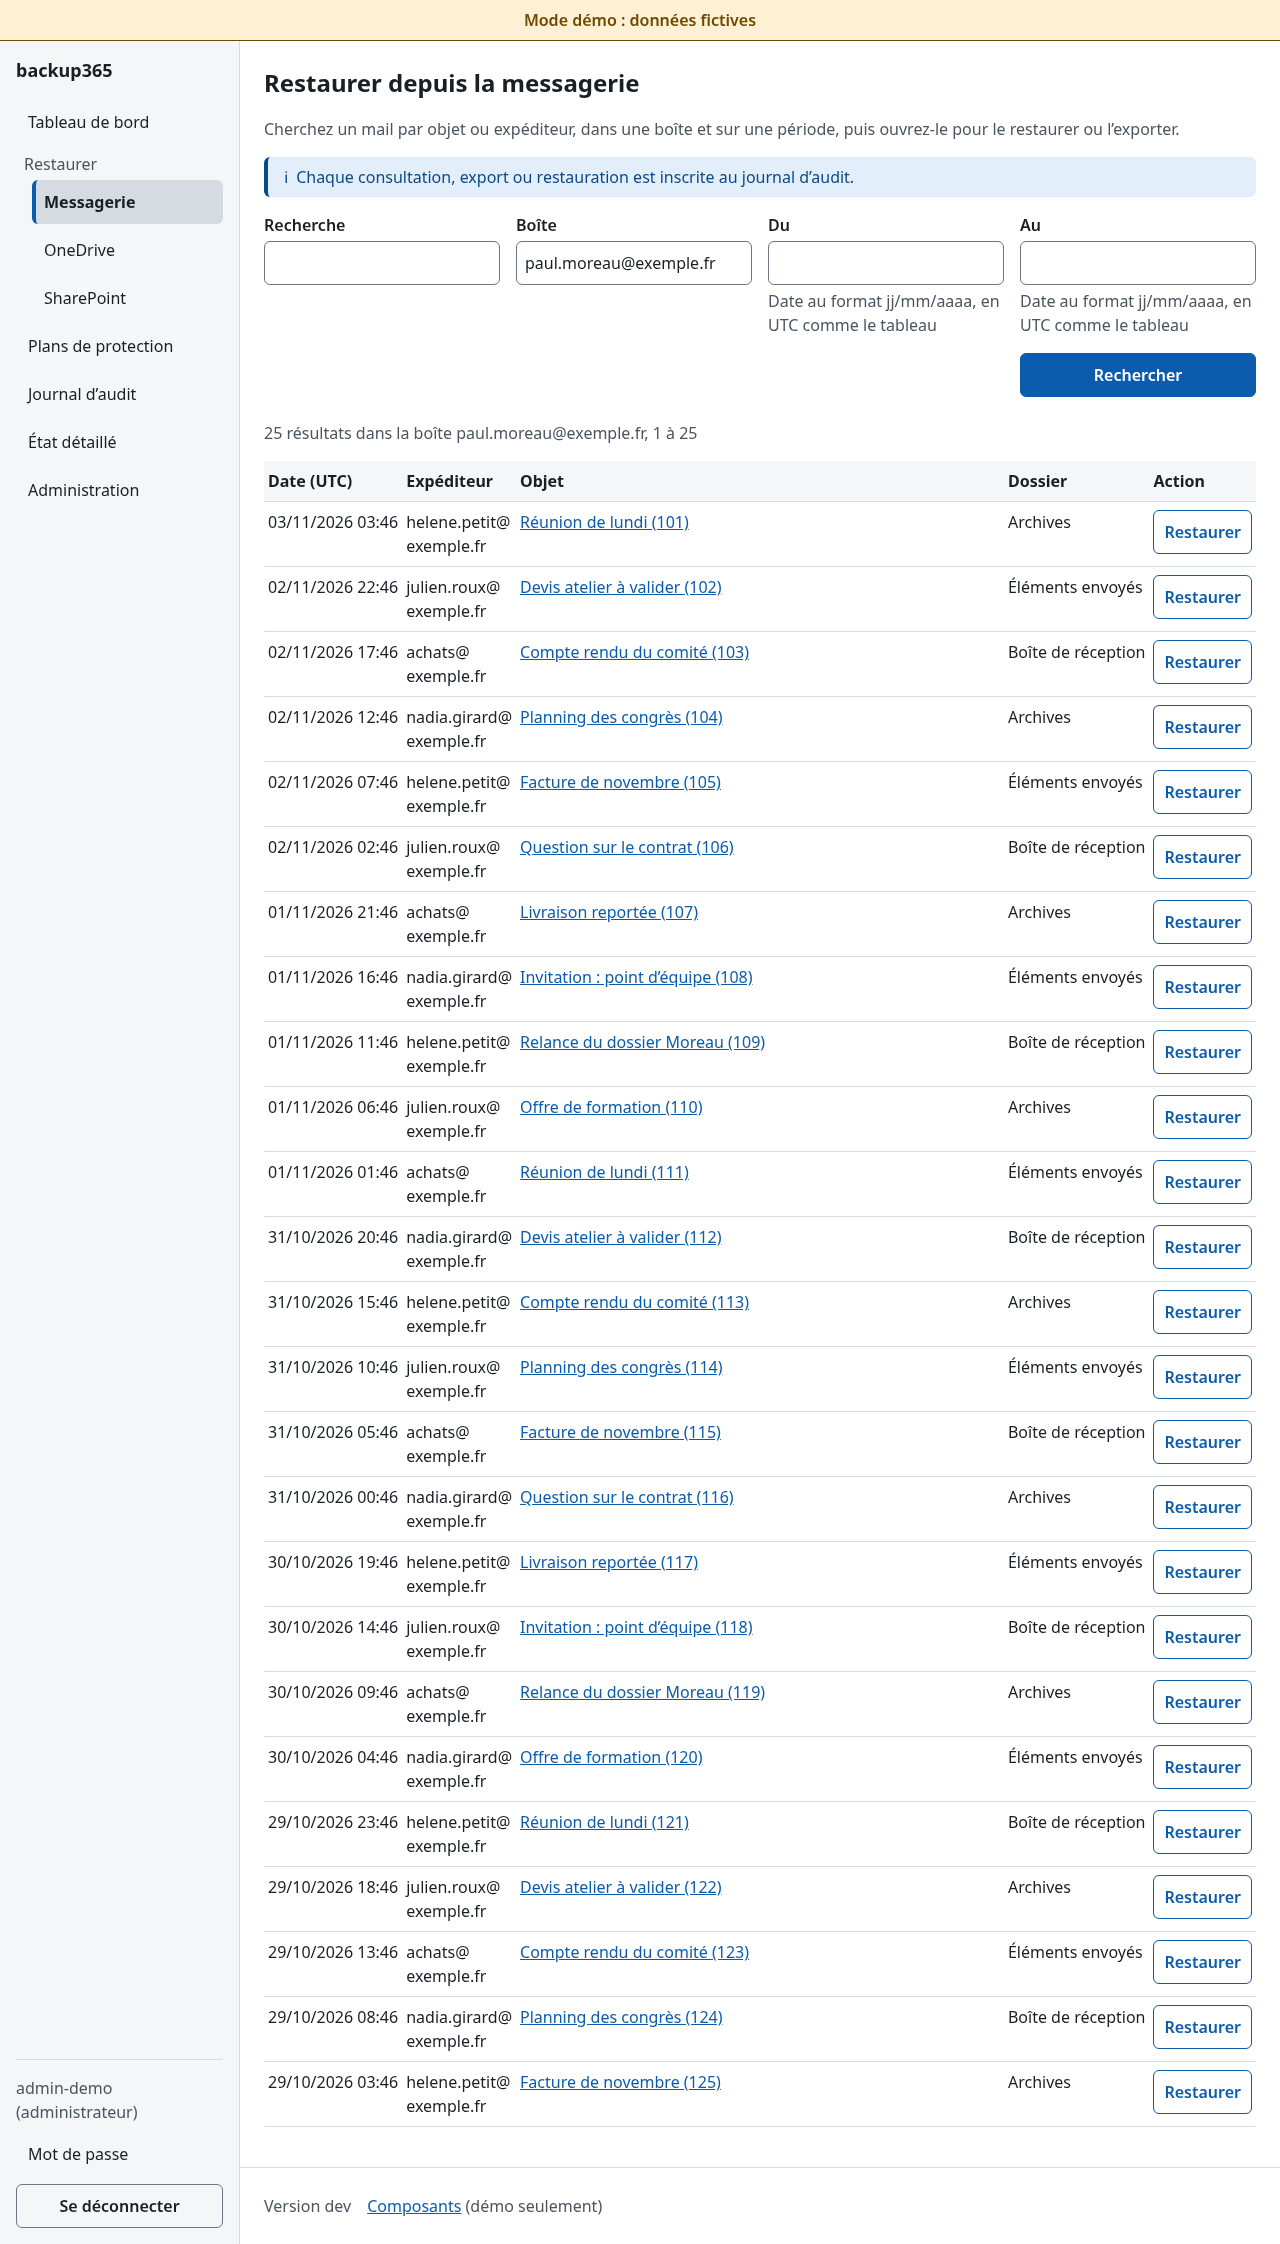 Mode démo : données fictives
backup365
Tableau de bord
Restaurer
Messagerie
OneDrive
SharePoint
Plans de protection
Journal d’audit
État détaillé
Administration
admin-demo
(administrateur)
Mot de passe
Se déconnecter
Restaurer depuis la messagerie
Cherchez un mail par objet ou expéditeur, dans une boîte et sur une période, puis ouvrez-le pour le restaurer ou l’exporter.
i Chaque consultation, export ou restauration est inscrite au journal d’audit.
Recherche Boîte Du Au
paul.moreau@exemple.fr
Date au format jj/mm/aaaa, en Date au format jj/mm/aaaa, en
UTC comme le tableau UTC comme le tableau
Rechercher
25 résultats dans la boîte paul.moreau@exemple.fr, 1 à 25
Date (UTC) Expéditeur Objet Dossier Action
03/11/2026 03:46 helene.petit@ Réunion de lundi (101) Archives Restaurer
exemple.fr
02/11/2026 22:46 julien.roux@ Devis atelier à valider (102) Éléments envoyés Restaurer
exemple.fr
02/11/2026 17:46 achats@ Compte rendu du comité (103) Boîte de réception Restaurer
exemple.fr
02/11/2026 12:46 nadia.girard@ Planning des congrès (104) Archives Restaurer
exemple.fr
02/11/2026 07:46 helene.petit@ Facture de novembre (105) Éléments envoyés Restaurer
exemple.fr
02/11/2026 02:46 julien.roux@ Question sur le contrat (106) Boîte de réception Restaurer
exemple.fr
01/11/2026 21:46 achats@ Livraison reportée (107) Archives Restaurer
exemple.fr
01/11/2026 16:46 nadia.girard@ Invitation : point d’équipe (108) Éléments envoyés Restaurer
exemple.fr
01/11/2026 11:46 helene.petit@ Relance du dossier Moreau (109) Boîte de réception Restaurer
exemple.fr
01/11/2026 06:46 julien.roux@ Offre de formation (110) Archives Restaurer
exemple.fr
01/11/2026 01:46 achats@ Réunion de lundi (111) Éléments envoyés Restaurer
exemple.fr
31/10/2026 20:46 nadia.girard@ Devis atelier à valider (112) Boîte de réception Restaurer
exemple.fr
31/10/2026 15:46 helene.petit@ Compte rendu du comité (113) Archives Restaurer
exemple.fr
31/10/2026 10:46 julien.roux@ Planning des congrès (114) Éléments envoyés Restaurer
exemple.fr
31/10/2026 05:46 achats@ Facture de novembre (115) Boîte de réception Restaurer
exemple.fr
31/10/2026 00:46 nadia.girard@ Question sur le contrat (116) Archives Restaurer
exemple.fr
30/10/2026 19:46 helene.petit@ Livraison reportée (117) Éléments envoyés Restaurer
exemple.fr
30/10/2026 14:46 julien.roux@ Invitation : point d’équipe (118) Boîte de réception Restaurer
exemple.fr
30/10/2026 09:46 achats@ Relance du dossier Moreau (119) Archives Restaurer
exemple.fr
30/10/2026 04:46 nadia.girard@ Offre de formation (120) Éléments envoyés Restaurer
exemple.fr
29/10/2026 23:46 helene.petit@ Réunion de lundi (121) Boîte de réception Restaurer
exemple.fr
29/10/2026 18:46 julien.roux@ Devis atelier à valider (122) Archives Restaurer
exemple.fr
29/10/2026 13:46 achats@ Compte rendu du comité (123) Éléments envoyés Restaurer
exemple.fr
29/10/2026 08:46 nadia.girard@ Planning des congrès (124) Boîte de réception Restaurer
exemple.fr
29/10/2026 03:46 helene.petit@ Facture de novembre (125) Archives Restaurer
exemple.fr
Version dev Composants (démo seulement)